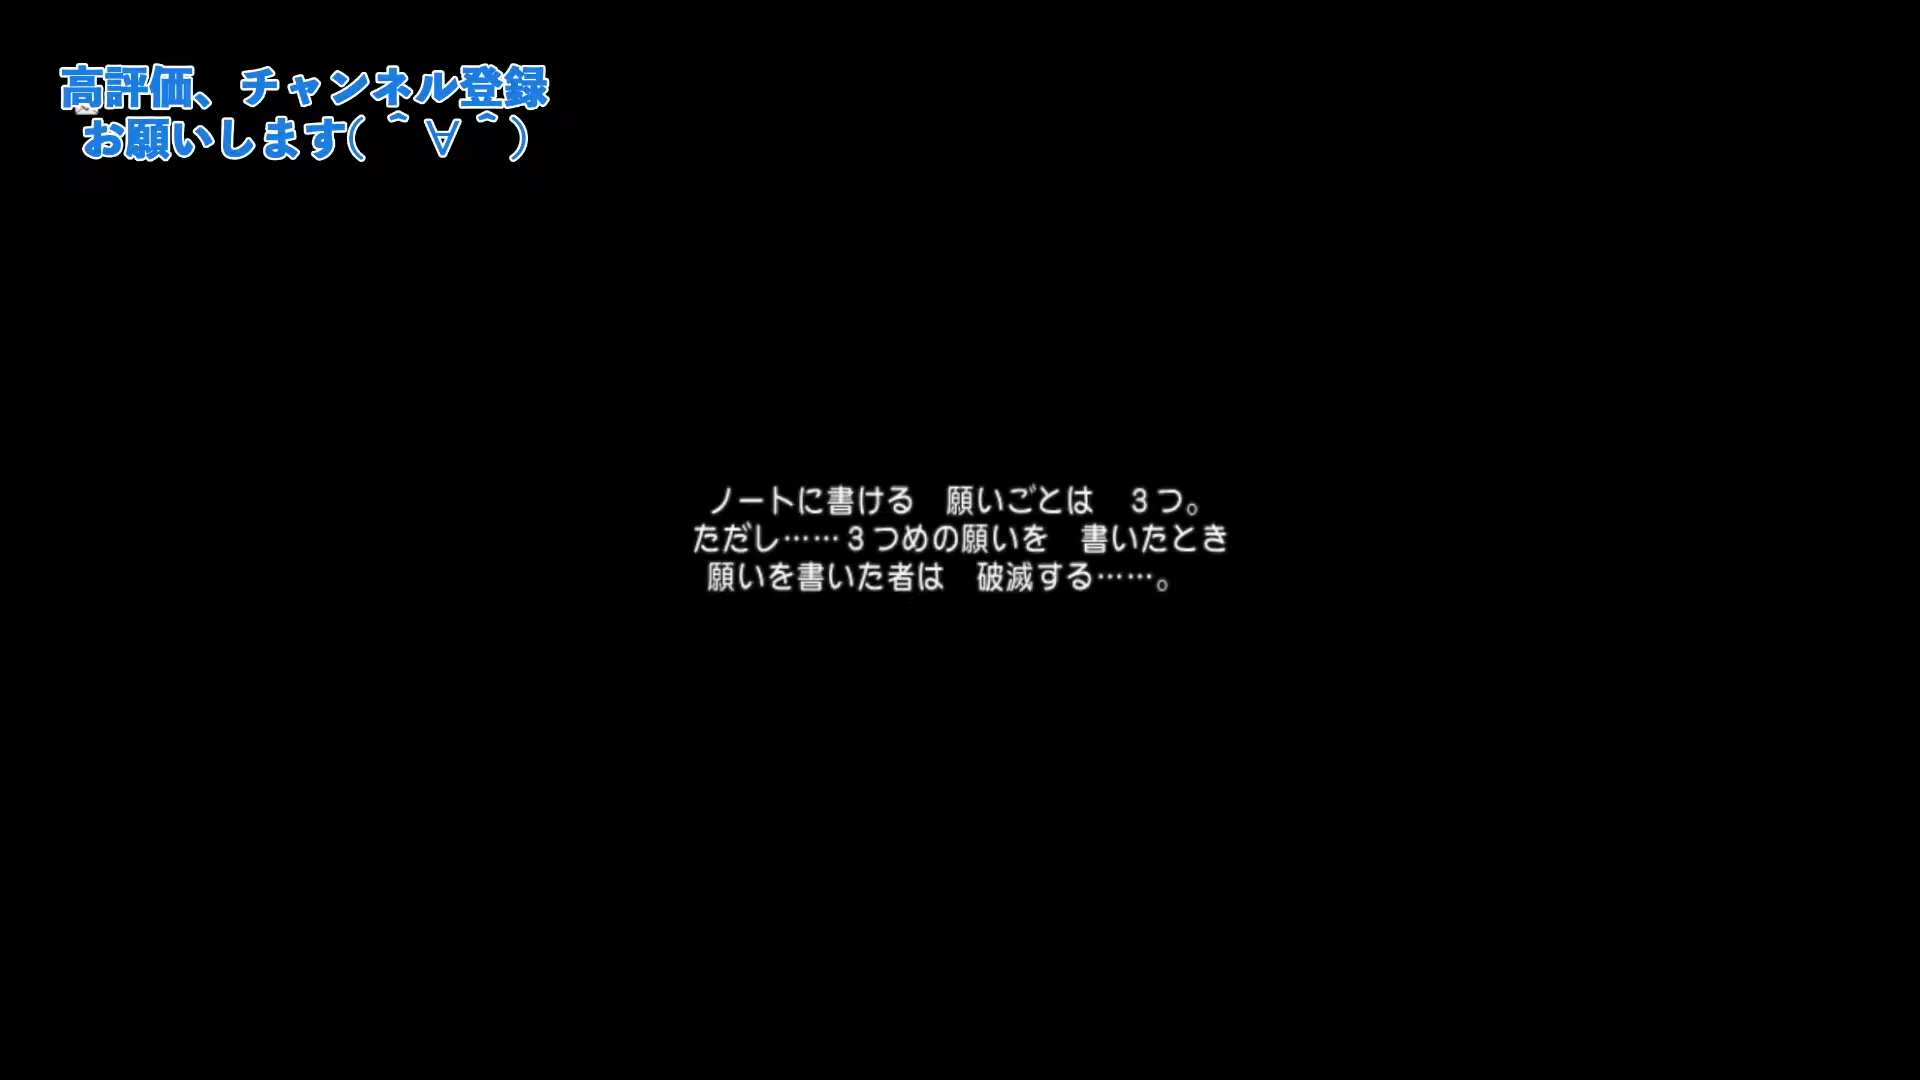 高評価、チャンネル登録
お願いします(＾∀＾)
ノートに書ける　願いごとは　３つ。
ただし……３つめの願いを　書いたとき
願いを書いた者は　破滅する……。